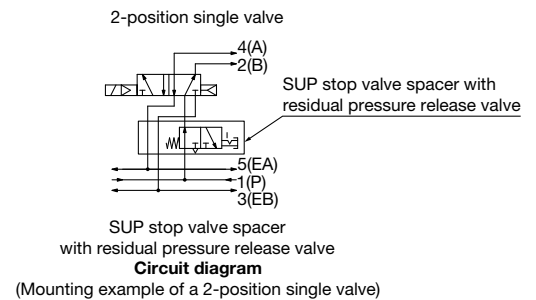 2-position single valve
4(A)
2(B)
SUP stop valve spacer with
residual pressure release valve
5(EA)
1(P)
3(EB)
SUP stop valve spacer
with residual pressure release valve
Circuit diagram
(Mounting example of a 2-position single valve)